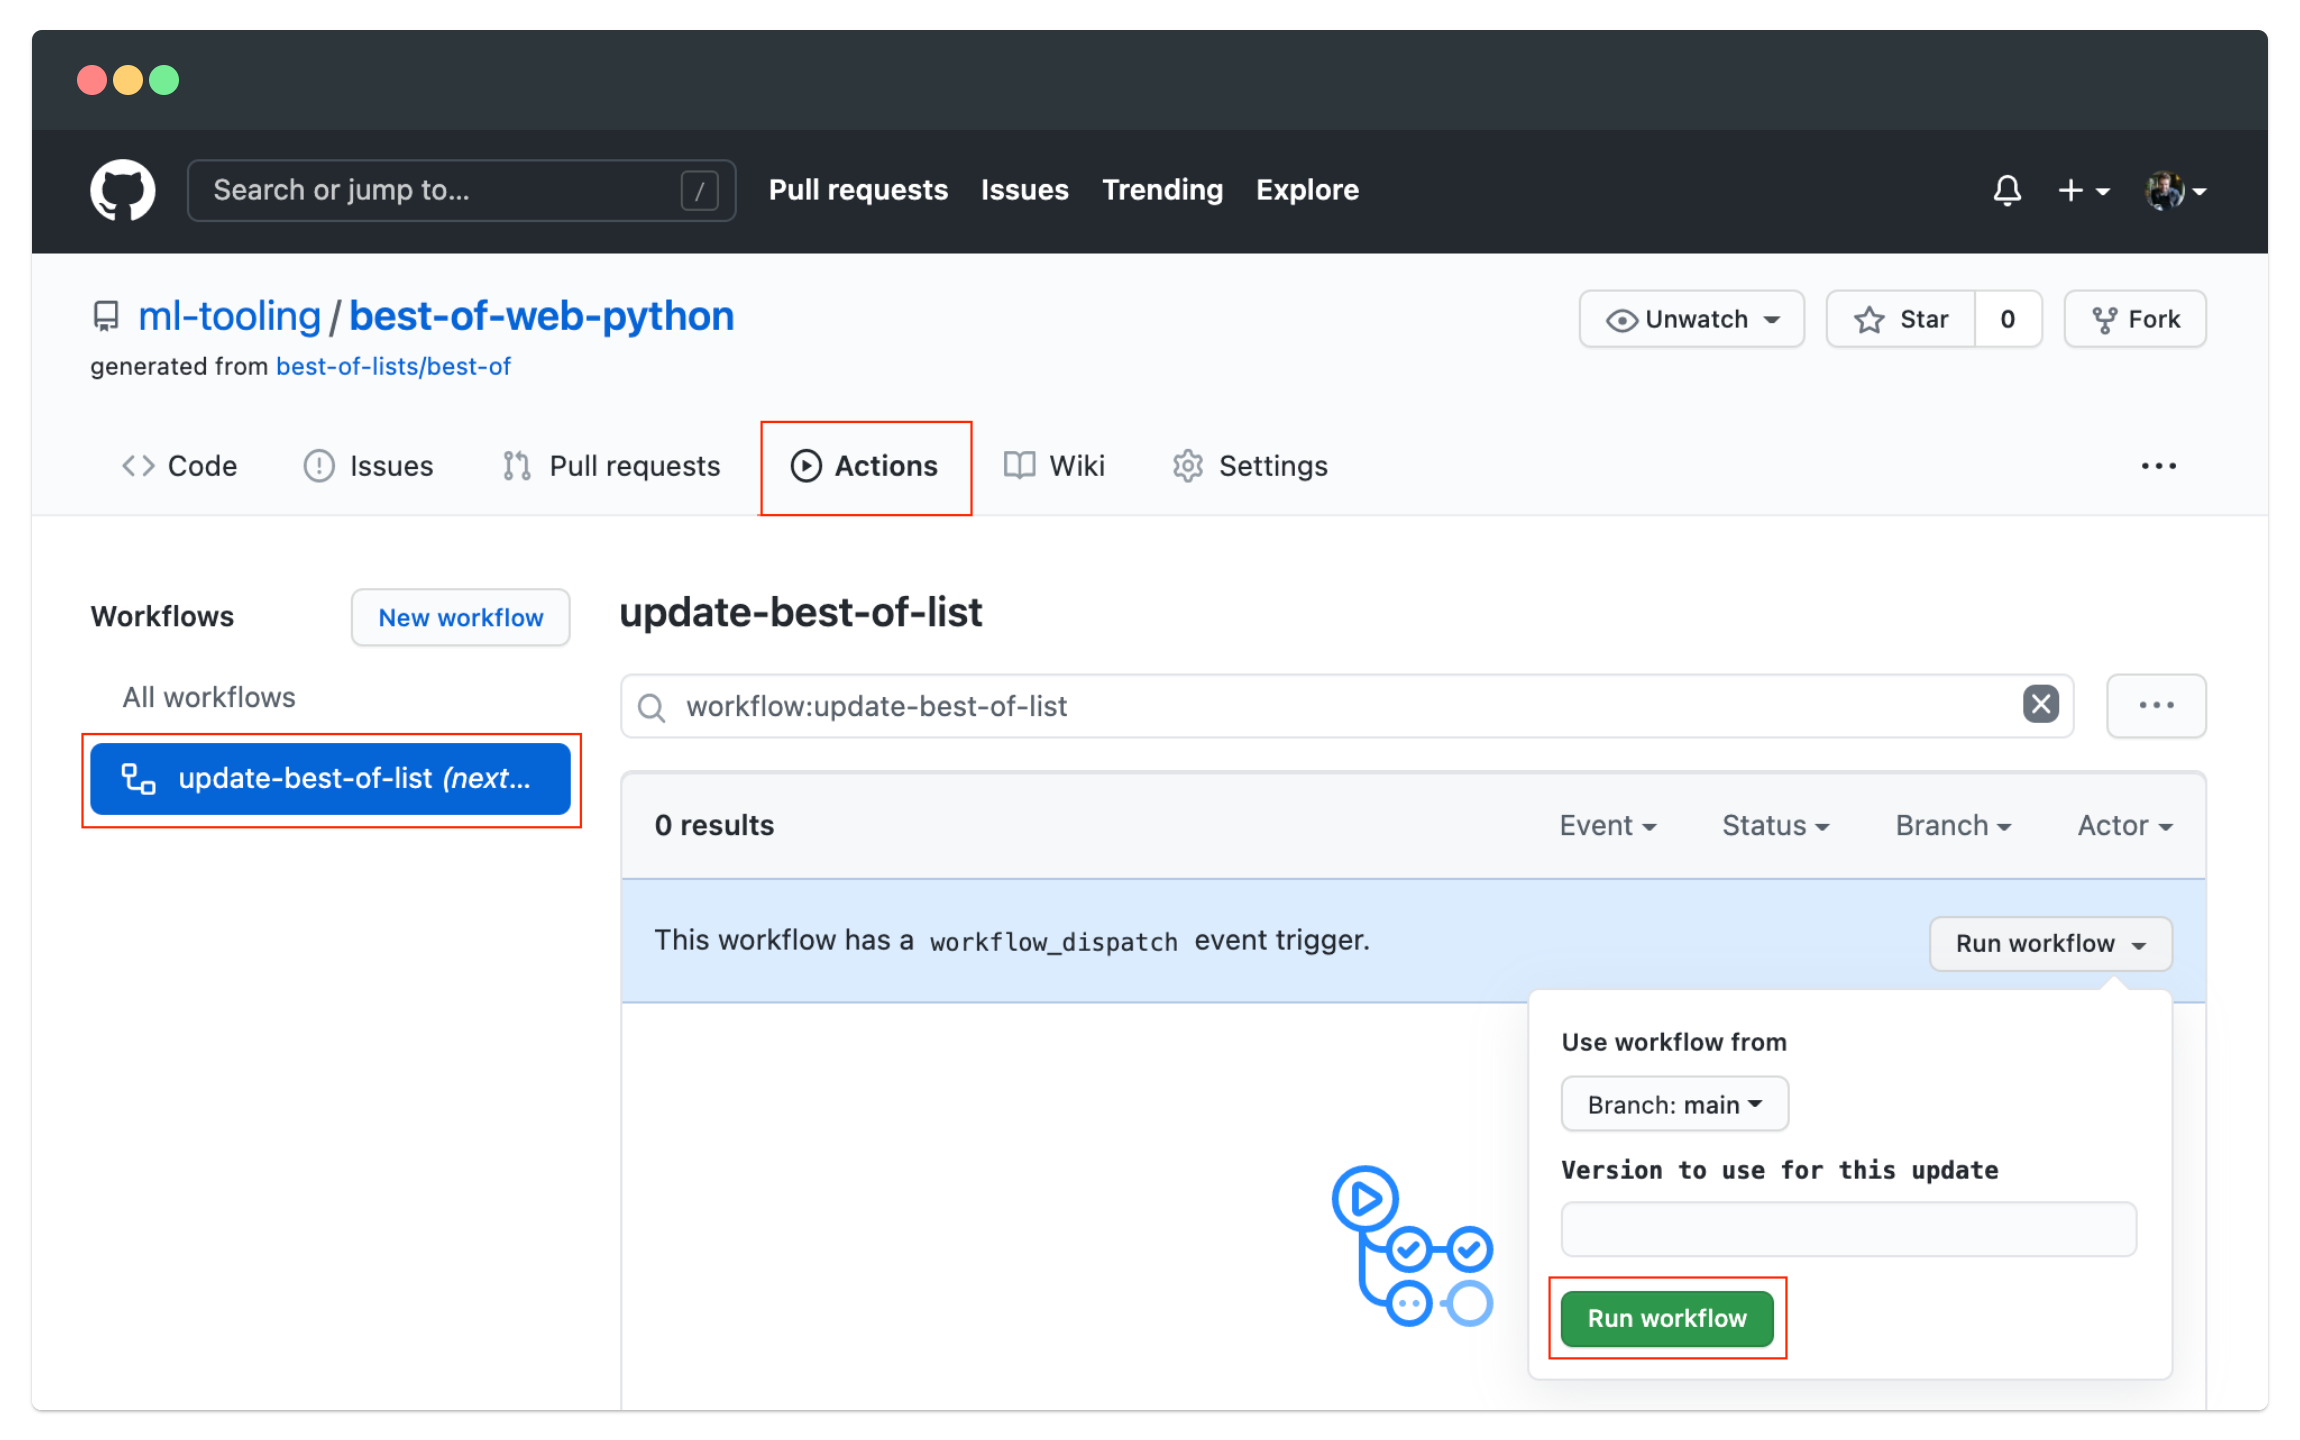 Search or jump to... / Pull requests Issues Trending Explore
ml-tooling / best-of-web-python Unwatch Star 0 Fork
generated from best-of-lists/best-of
Code Issues Pull requests Actions Wiki Settings ...
Workflows New workflow update-best-of-list
All workflows workflow:update-best-of-list ...
update-best-of-list (next...
0 results Event Status Branch Actor
This workflow has a workflow_dispatch event trigger. Run workflow
Use workflow from
Branch: main
Version to use for this update
Run workflow